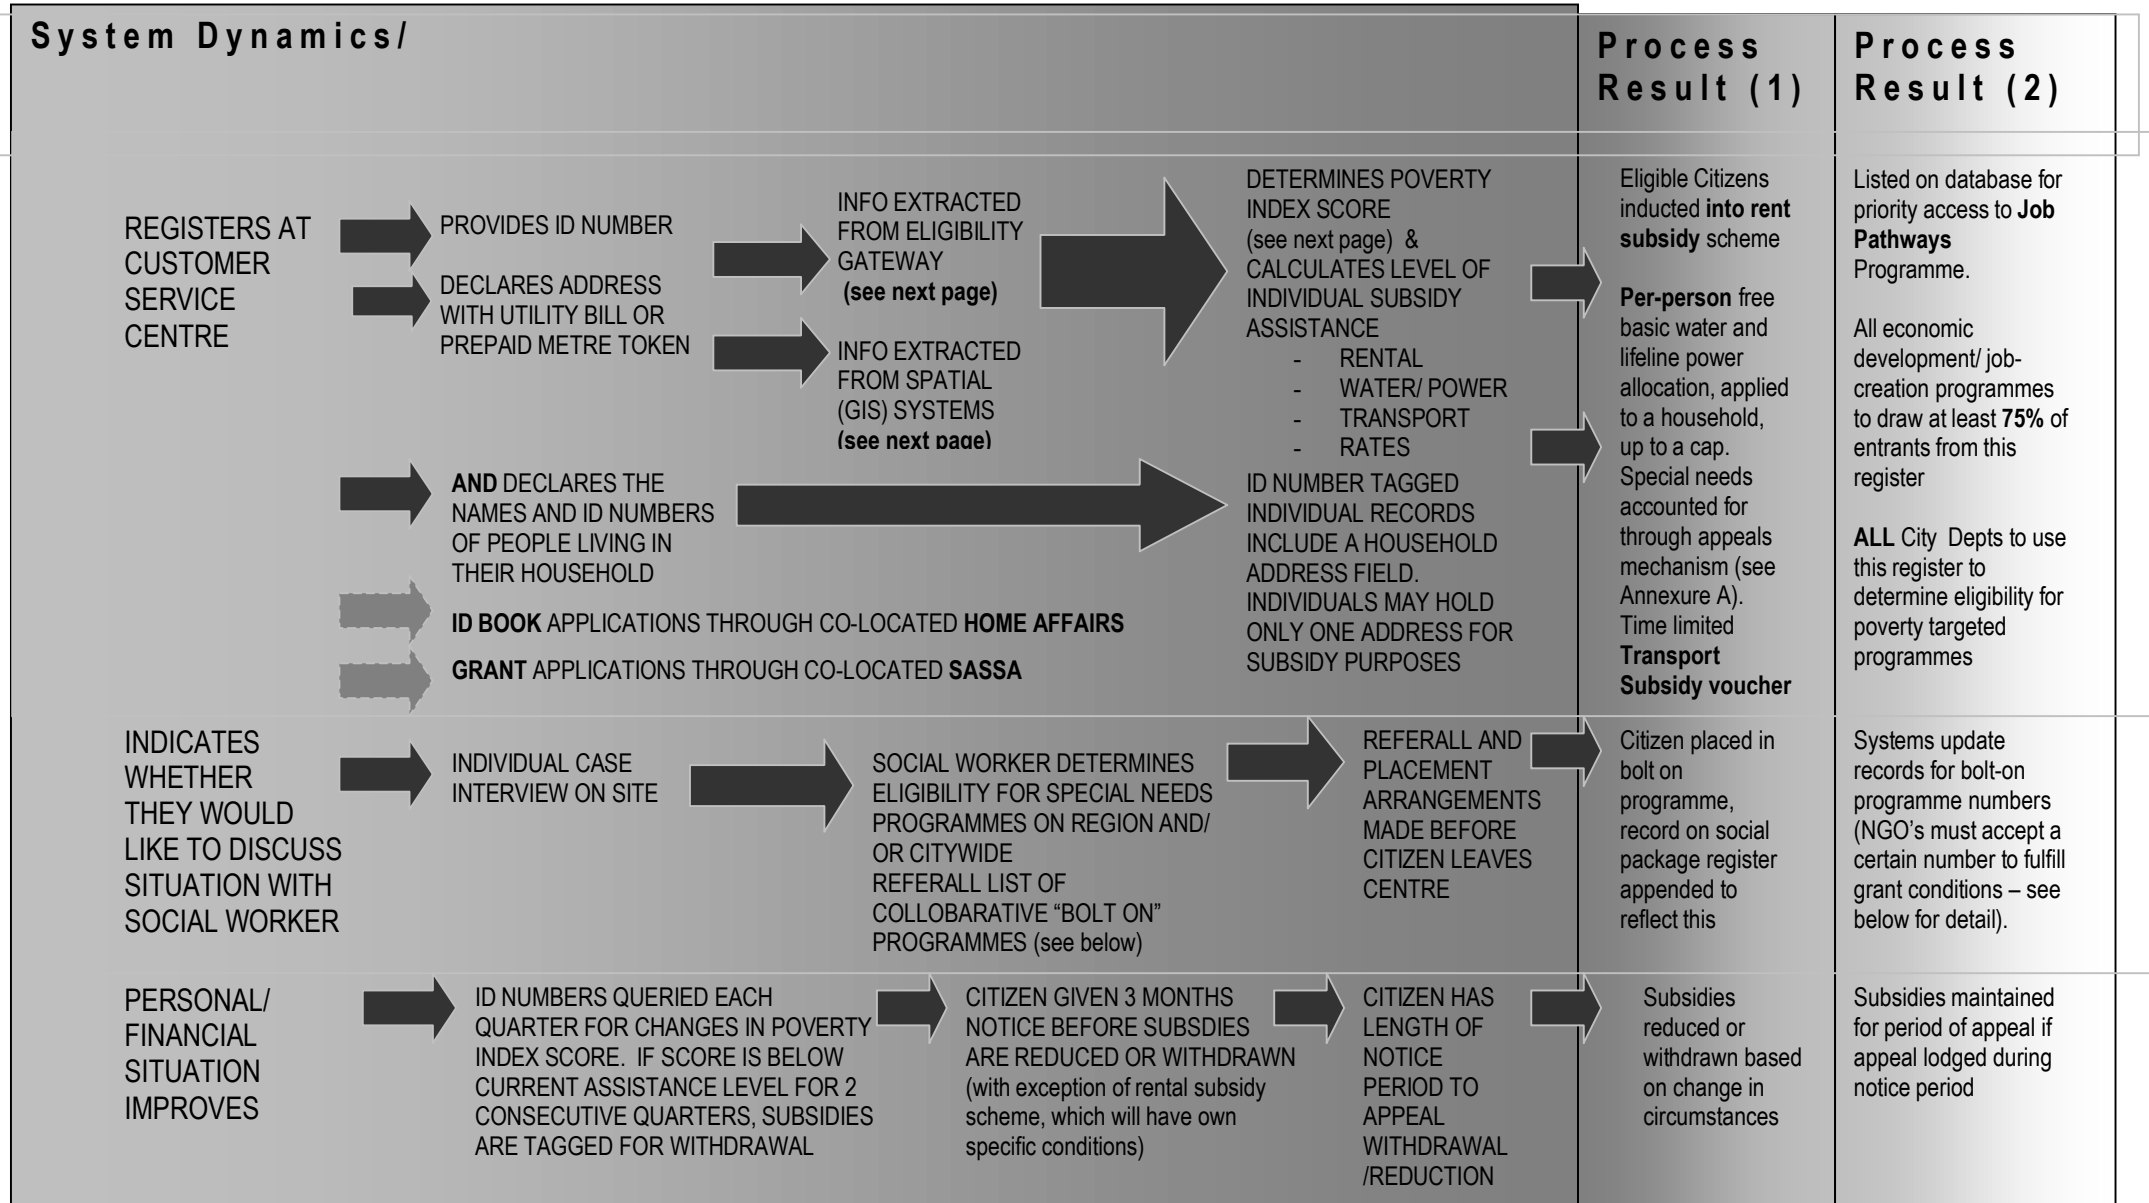 System Dynamics/
Process
Result (1)
Process
Result (2)
REGISTERS AT
CUSTOMER
SERVICE
CENTRE
PROVIDES ID NUMBER
DECLARES ADDRESS
WITH UTILITY BILL OR
PREPAID METRE TOKEN
INFO EXTRACTED
FROM ELIGIBILITY
GATEWAY
(see next page)
INFO EXTRACTED
FROM SPATIAL
(GIS) SYSTEMS
(see next page)
DETERMINES POVERTY
INDEX SCORE
(see next page) &
CALCULATES LEVEL OF
INDIVIDUAL SUBSIDY
ASSISTANCE
- RENTAL
- WATER/ POWER
- TRANSPORT
- RATES
AND DECLARES THE
NAMES AND ID NUMBERS
OF PEOPLE LIVING IN
THEIR HOUSEHOLD
ID NUMBER TAGGED
INDIVIDUAL RECORDS
INCLUDE A HOUSEHOLD
ADDRESS FIELD.
INDIVIDUALS MAY HOLD
ONLY ONE ADDRESS FOR
SUBSIDY PURPOSES
ID BOOK APPLICATIONS THROUGH CO-LOCATED HOME AFFAIRS
GRANT APPLICATIONS THROUGH CO-LOCATED SASSA
Eligible Citizens
inducted into rent
subsidy scheme
Per-person free
basic water and
lifeline power
allocation, applied
to a household,
up to a cap.
Special needs
accounted for
through appeals
mechanism (see
Annexure A).
Time limited
Transport
Subsidy voucher
Listed on database for
priority access to Job
Pathways
Programme.
All economic
development/ job-
creation programmes
to draw at least 75% of
entrants from this
register
ALL City Depts to use
this register to
determine eligibility for
poverty targeted
programmes
INDICATES
WHETHER
THEY WOULD
LIKE TO DISCUSS
SITUATION WITH
SOCIAL WORKER
INDIVIDUAL CASE
INTERVIEW ON SITE
SOCIAL WORKER DETERMINES
ELIGIBILITY FOR SPECIAL NEEDS
PROGRAMMES ON REGION AND/
OR CITYWIDE
REFERALL LIST OF
COLLOBARATIVE “BOLT ON”
PROGRAMMES (see below)
REFERALL AND
PLACEMENT
ARRANGEMENTS
MADE BEFORE
CITIZEN LEAVES
CENTRE
Citizen placed in
bolt on
programme,
record on social
package register
appended to
reflect this
Systems update
records for bolt-on
programme numbers
(NGO’s must accept a
certain number to fulfill
grant conditions – see
below for detail).
PERSONAL/
FINANCIAL
SITUATION
IMPROVES
ID NUMBERS QUERIED EACH
QUARTER FOR CHANGES IN POVERTY
INDEX SCORE. IF SCORE IS BELOW
CURRENT ASSISTANCE LEVEL FOR 2
CONSECUTIVE QUARTERS, SUBSIDIES
ARE TAGGED FOR WITHDRAWAL
CITIZEN GIVEN 3 MONTHS
NOTICE BEFORE SUBSDIES
ARE REDUCED OR WITHDRAWN
(with exception of rental subsidy
scheme, which will have own
specific conditions)
CITIZEN HAS
LENGTH OF
NOTICE
PERIOD TO
APPEAL
WITHDRAWAL
/REDUCTION
Subsidies
reduced or
withdrawn based
on change in
circumstances
Subsidies maintained
for period of appeal if
appeal lodged during
notice period